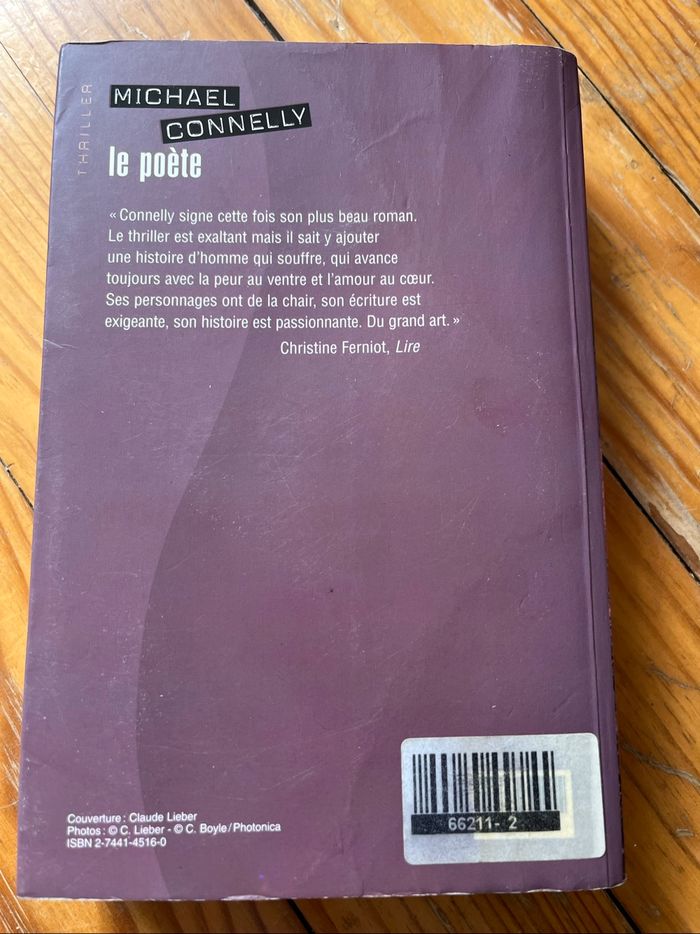 THRILLER
MICHAEL
CONNELLY
le poète
« Connelly signe cette fois son plus beau roman.
Le thriller est exaltant mais il sait y ajouter
une histoire d'homme qui souffre, qui avance
toujours avec la peur au ventre et l'amour au cœur.
Ses personnages ont de la chair, son écriture est
exigeante, son histoire est passionnante. Du grand art. »
Christine Ferniot, Lire
Couverture : Claude Lieber
Photos : © C. Lieber - © C. Boyle / Photonica
ISBN 2-7441-4516-0
66211- 2